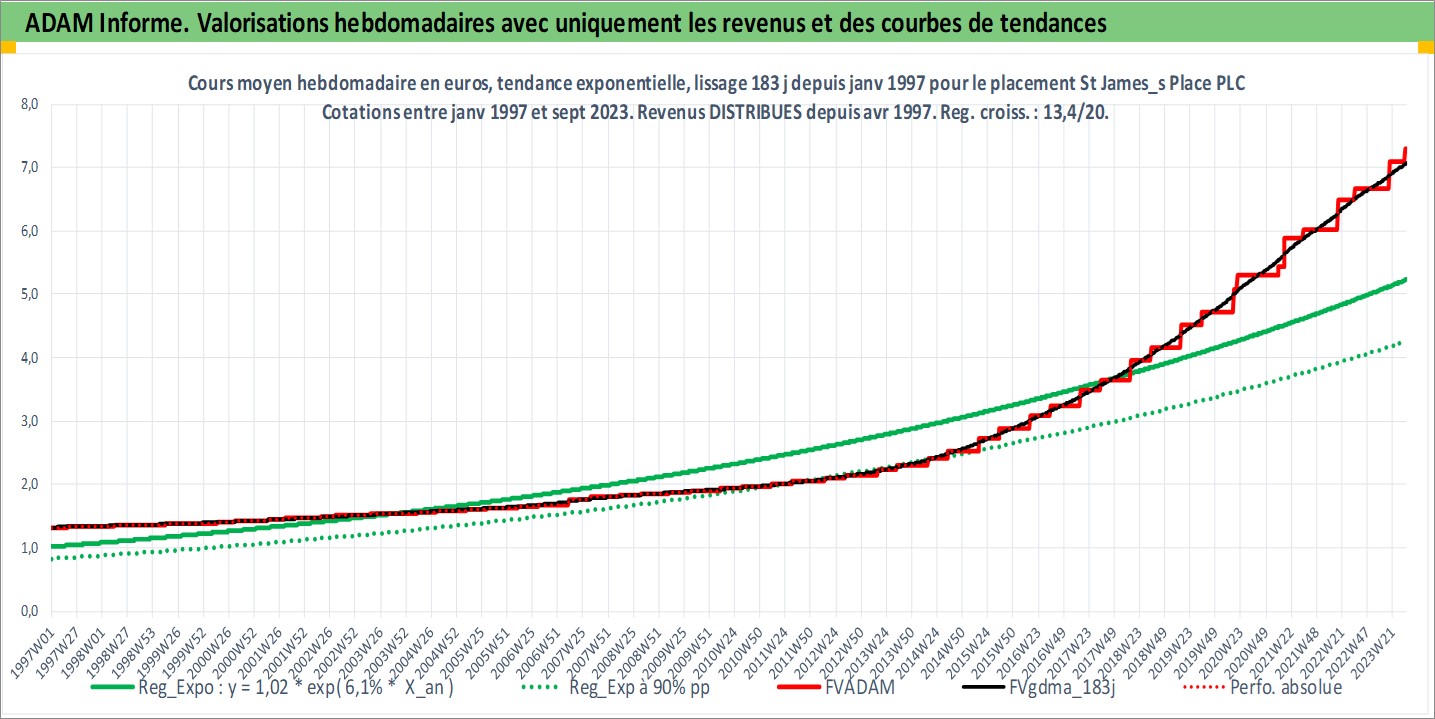 ADAM Informe. Valorisations hebdomadaires avec uniquement les revenus et des courbes de tendances
Cours moyen hebdomadaire en euros, tendance exponentielle, lissage 183 j depuis janv 1997 pour le placement St James_s Place PLC
Cotations entre janv 1997 et sept 2023. Revenus DISTRIBUES depuis avr 1997. Reg. croiss. : 13,4/20.
8,0
7,0
6,0
5,0
4,0
3,0
2,0
1,0
0,0
1997W01 1997W27 1998W01 1998W27 1998W53 1999W26 1999W52 2000W26 2000W52 2001W26 2001W52 2002W26 2002W52 2003W26 2003W52 2004W26 2004W52 2005W25 2005W51 2006W25 2006W51 2007W25 2007W51 2008W25 2008W51 2009W25 2009W51 2010W24 2010W50 2011W24 2011W50 2012W24 2012W50 2013W24 2013W50 2014W24 2014W50 2015W24 2015W50 2016W23 2016W49 2017W23 2017W49 2018W23 2018W49 2019W23 2019W49 2020W23 2020W49 2021W22 2021W48 2022W21 2022W47 2023W21
Reg_Expo : y = 1,02 * exp( 6,1% * X_an ) Reg_Exp à 90% pp FVADAM FVgdma_183j Perfo. absolue